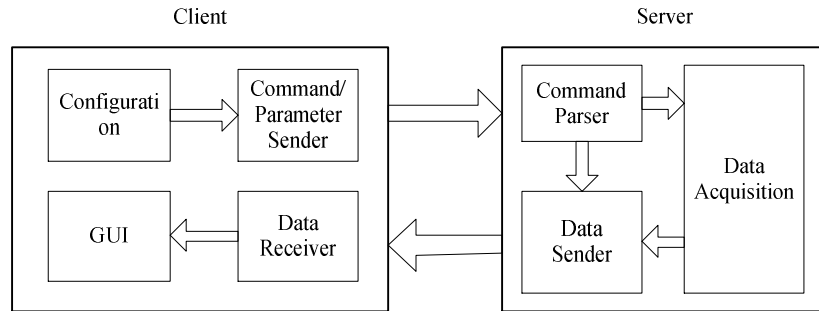 Client
Server
Configurati
on
Command/
Parameter
Sender
Command
Parser
Data
Acquisition
GUI
Data
Receiver
Data
Sender